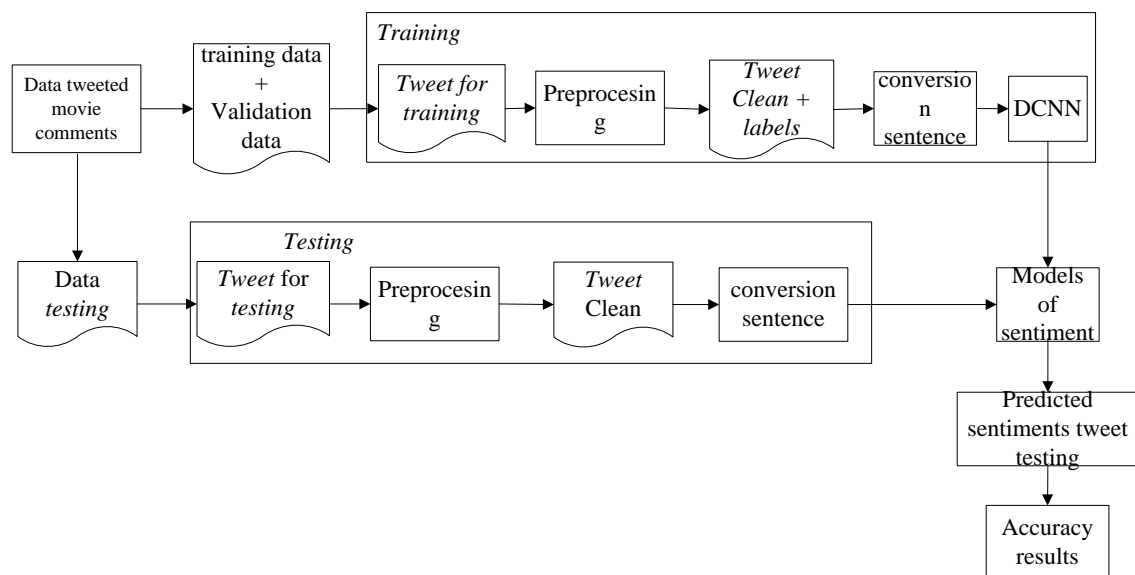 Training
Data tweeted
movie
comments
training data
+
Validation
data
Tweet for
training
Preprocesin
g
Tweet
Clean +
labels
conversio
n
sentence
DCNN
Testing
Data
testing
Tweet for
testing
Preprocesin
g
Tweet
Clean
conversion
sentence
Models
of
sentiment
Predicted
sentiments tweet
testing
Accuracy
results